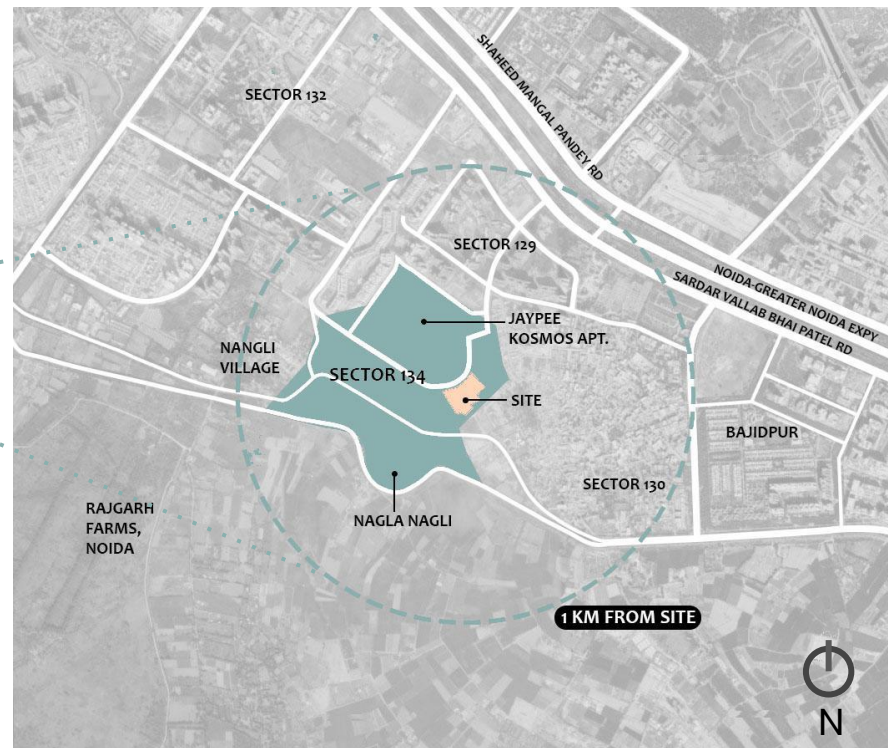 SHAHEED MANGAL PANDEY RD
SECTOR 132
SECTOR 129
NOIDA-GREATER NOIDA EXPY
SARDAR VALLAB BHAI PATEL RD
JAYPEE
KOSMOS APT.
NANGLI
VILLAGE
SECTOR 134
SITE
BAJIDPUR
SECTOR 130
RAJGARH
FARMS,
NOIDA
NAGLA NAGLI
1 KM FROM SITE
N